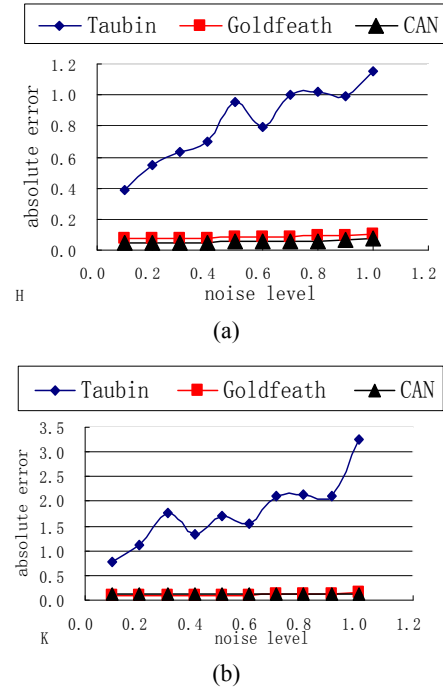 Taubin Goldfeath CAN
1.2
1.0
0.8
0.6
0.4
0.2
0.0
absolute error
0.0 0.2 0.4 0.6 0.8 1.0 1.2
H noise level
(a)
Taubin Goldfeath CAN
3.5
3.0
2.5
2.0
1.5
1.0
0.5
0.0
absolute error
0.0 0.2 0.4 0.6 0.8 1.0 1.2
K noise level
(b)